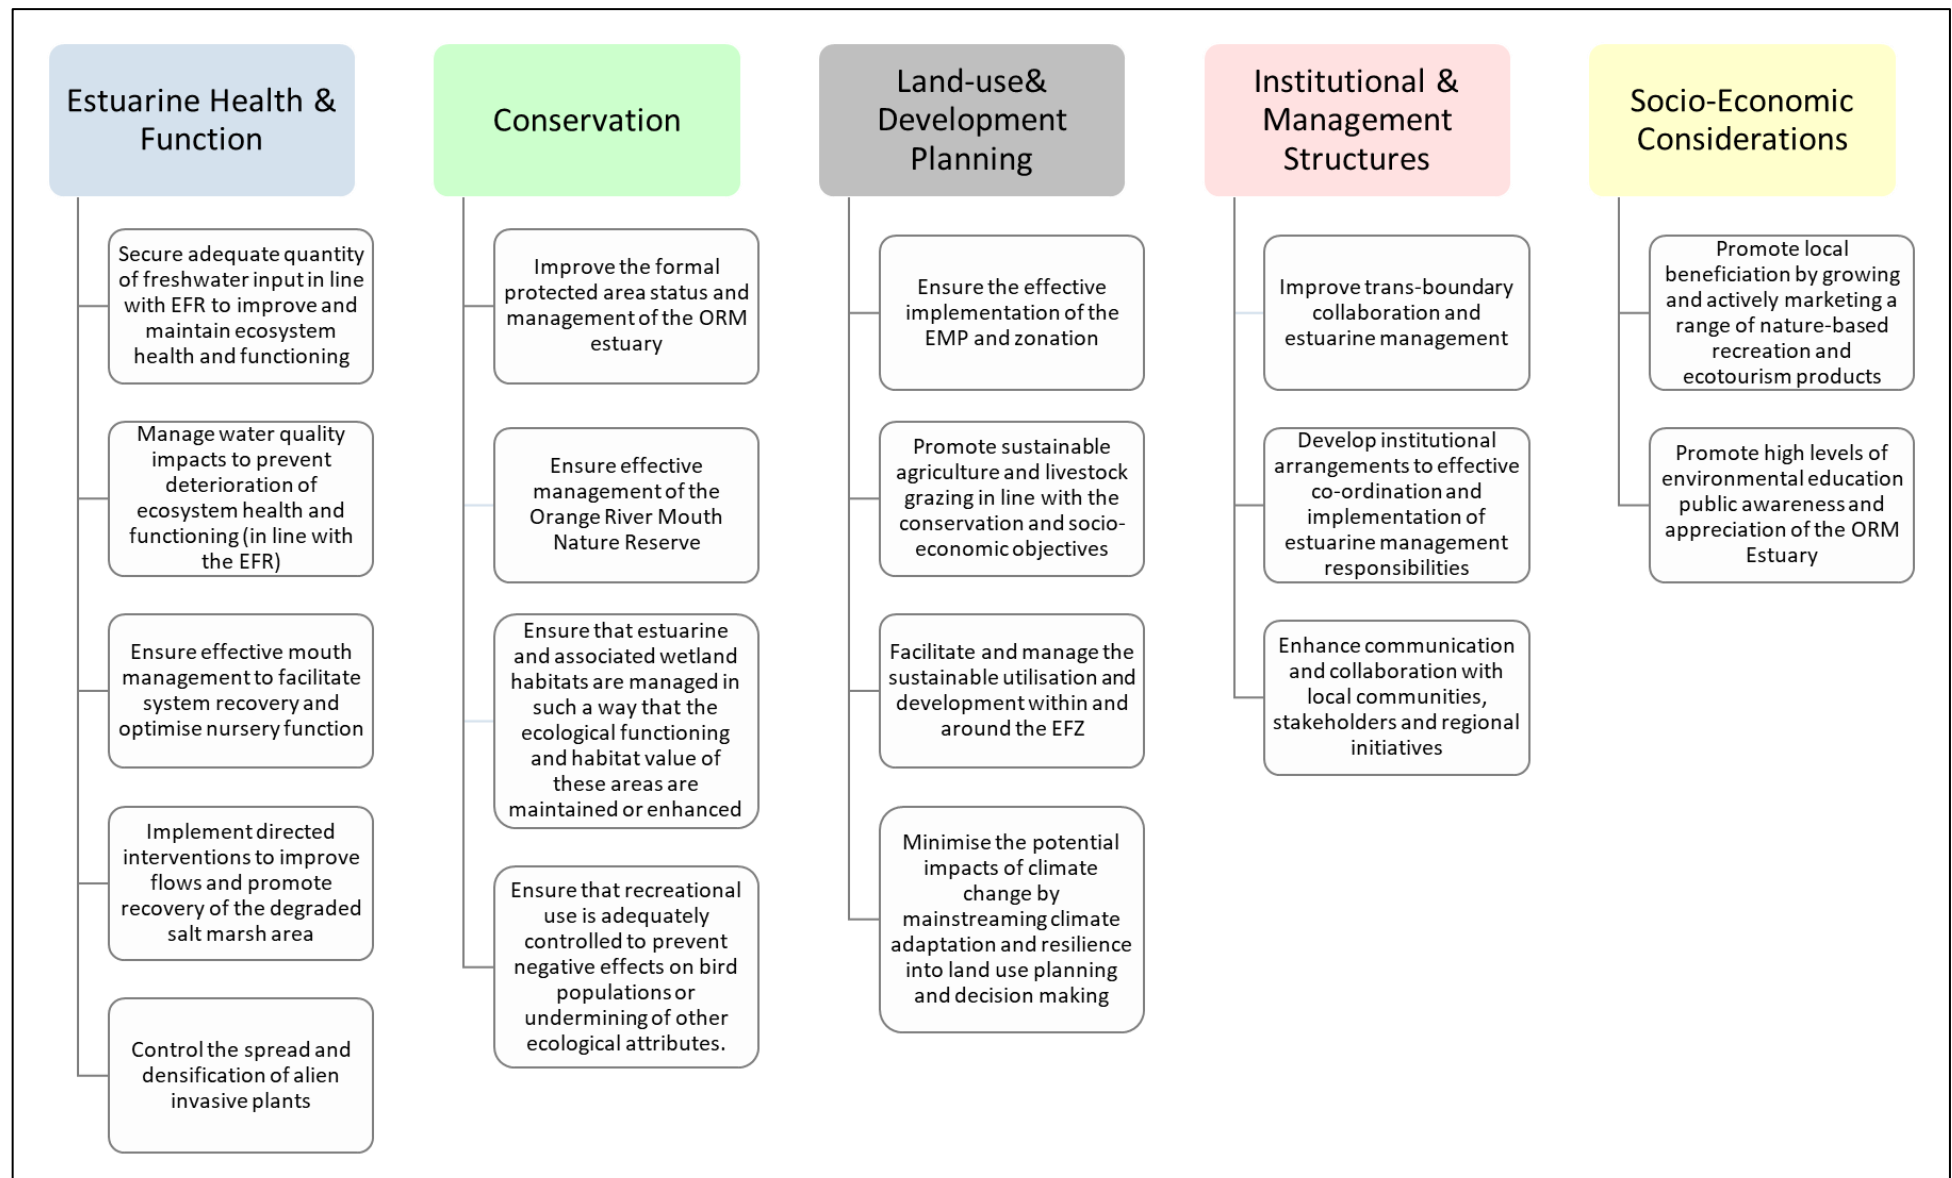 Estuarine Health &
Function
Secure adequate quantity
of freshwater input in line
with EFR to improve and
maintain ecosystem
health and functioning
Manage water quality
impacts to prevent
deterioration of
ecosystem health and
functioning (in line with
the EFR)
Ensure effective mouth
management to facilitate
system recovery and
optimise nursery function
Implement directed
interventions to improve
flows and promote
recovery of the degraded
salt marsh area
Control the spread and
densification of alien
invasive plants
Conservation
Improve the formal
protected area status and
management of the ORM
estuary
Ensure effective
management of the
Orange River Mouth
Nature Reserve
Ensure that estuarine
and associated wetland
habitats are managed in
such a way that the
ecological functioning
and habitat value of
these areas are
maintained or enhanced
Ensure that recreational
use is adequately
controlled to prevent
negative effects on bird
populations or
undermining of other
ecological attributes.
Land-use&
Development
Planning
Ensure the effective
implementation of the
EMP and zonation
Promote sustainable
agriculture and livestock
grazing in line with the
conservation and socio-
economic objectives
Facilitate and manage the
sustainable utilisation and
development within and
around the EFZ
Minimise the potential
impacts of climate
change by
mainstreaming climate
adaptation and resilience
into land use planning
and decision making
Institutional &
Management
Structures
Improve trans-boundary
collaboration and
estuarine management
Develop institutional
arrangements to effective
co-ordination and
implementation of
estuarine management
responsibilities
Enhance communication
and collaboration with
local communities,
stakeholders and regional
initiatives
Socio-Economic
Considerations
Promote local
beneficiation by growing
and actively marketing a
range of nature-based
recreation and
ecotourism products
Promote high levels of
environmental education
public awareness and
appreciation of the ORM
Estuary